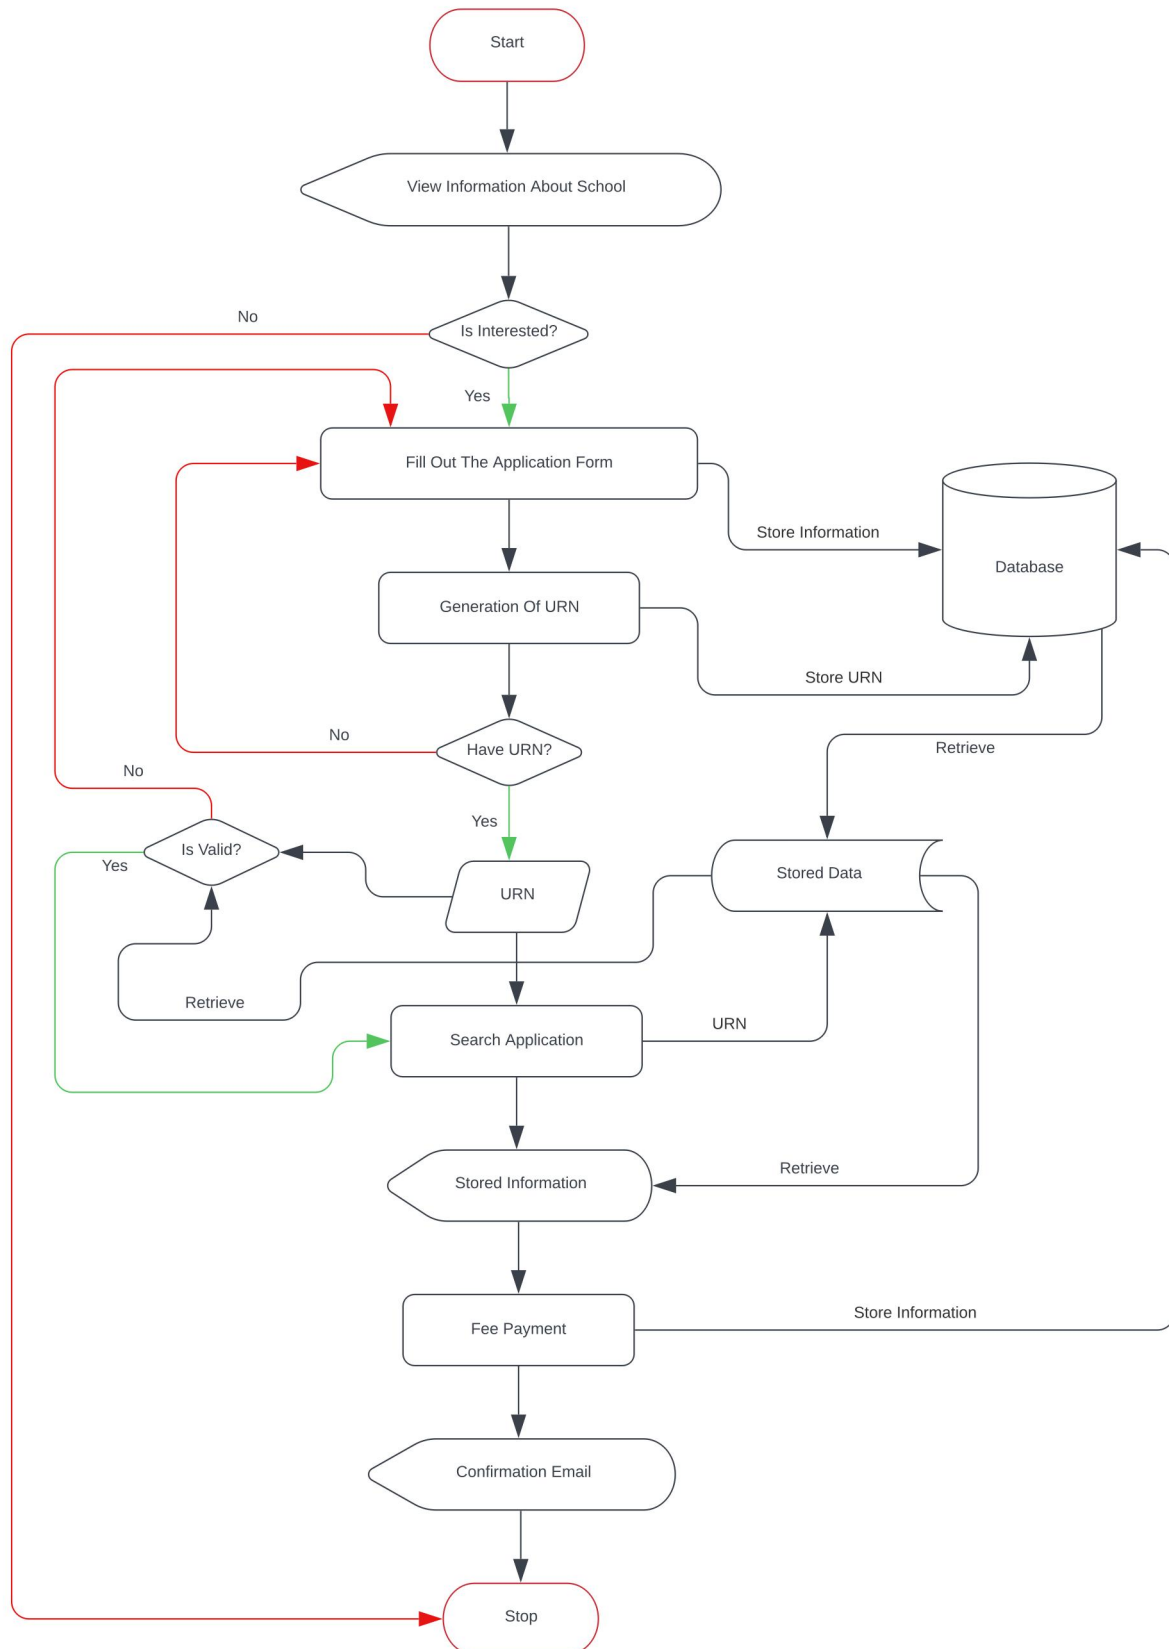 Start
View Information About School
No
Is Interested?
Yes
Fill Out The Application Form
Store Information
Database
Generation Of URN
Store URN
No
Have URN?
Retrieve
No
Yes
Is Valid?
Yes
URN
Stored Data
Retrieve
Search Application
URN
Retrieve
Stored Information
Store Information
Fee Payment
Confirmation Email
Stop